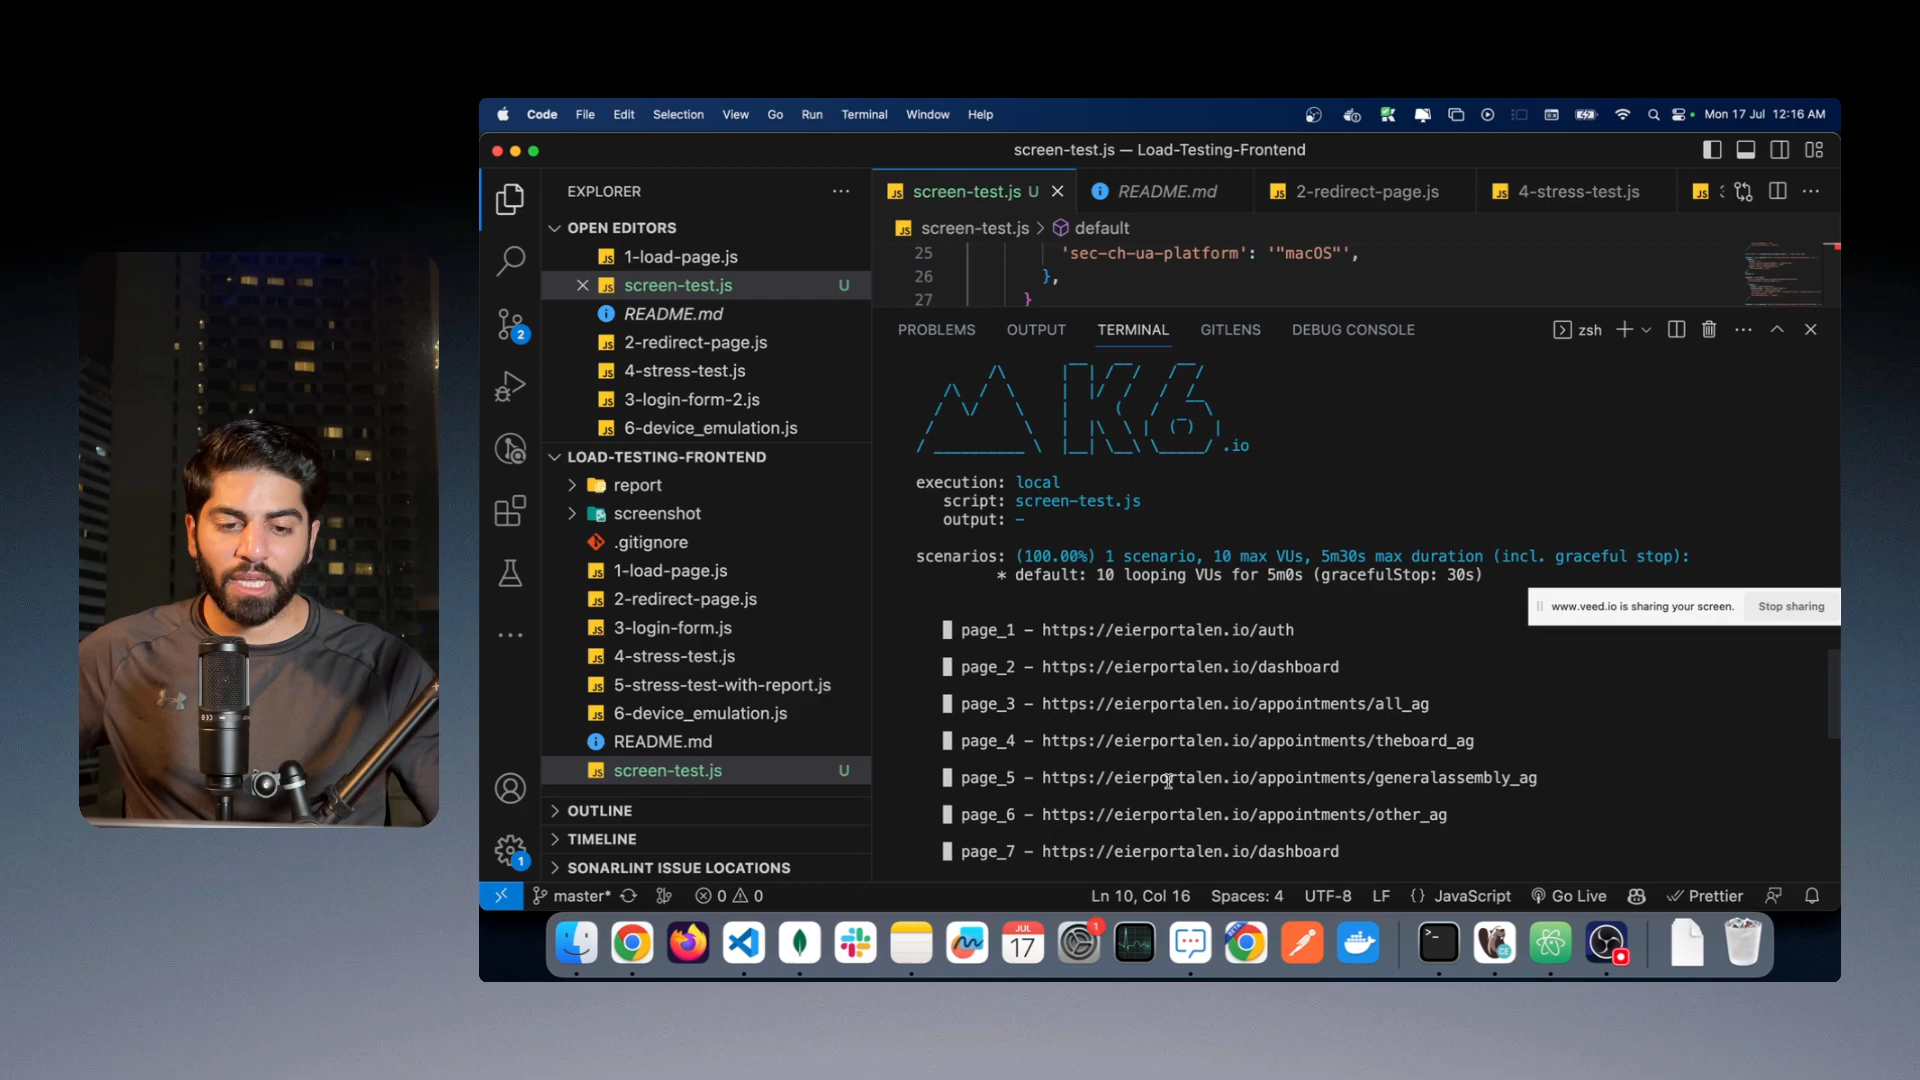 Code File Edit Selection View Go Run Terminal Window Help
Mon 17 Jul 12:16 AM
screen-test.js — Load-Testing-Frontend
EXPLORER
screen-test.js U
README.md
2-redirect-page.js
4-stress-test.js
OPEN EDITORS
screen-test.js > default
1-load-page.js
screen-test.js U
README.md
2-redirect-page.js
4-stress-test.js
3-login-form-2.js
6-device_emulation.js
25 'sec-ch-ua-platform': '"macOS"',
26 },
27 }
PROBLEMS OUTPUT TERMINAL GITLENS DEBUG CONSOLE
zsh
LOAD-TESTING-FRONTEND
report
screenshot
.gitignore
1-load-page.js
2-redirect-page.js
3-login-form.js
4-stress-test.js
5-stress-test-with-report.js
6-device_emulation.js
README.md
screen-test.js U
OUTLINE
TIMELINE
SONARLINT ISSUE LOCATIONS
K6
.io
execution: local
script: screen-test.js
output: -
scenarios: (100.00%) 1 scenario, 10 max VUs, 5m30s max duration (incl. graceful stop):
* default: 10 looping VUs for 5m0s (gracefulStop: 30s)
www.veed.io is sharing your screen.
Stop sharing
page_1 - https://eierportalen.io/auth
page_2 - https://eierportalen.io/dashboard
page_3 - https://eierportalen.io/appointments/all_ag
page_4 - https://eierportalen.io/appointments/theboard_ag
page_5 - https://eierportalen.io/appointments/generalassembly_ag
page_6 - https://eierportalen.io/appointments/other_ag
page_7 - https://eierportalen.io/dashboard
2
1
master* 0 0
Ln 10, Col 16 Spaces: 4 UTF-8 LF {} JavaScript Go Live Prettier
JUL
17
1
BETA